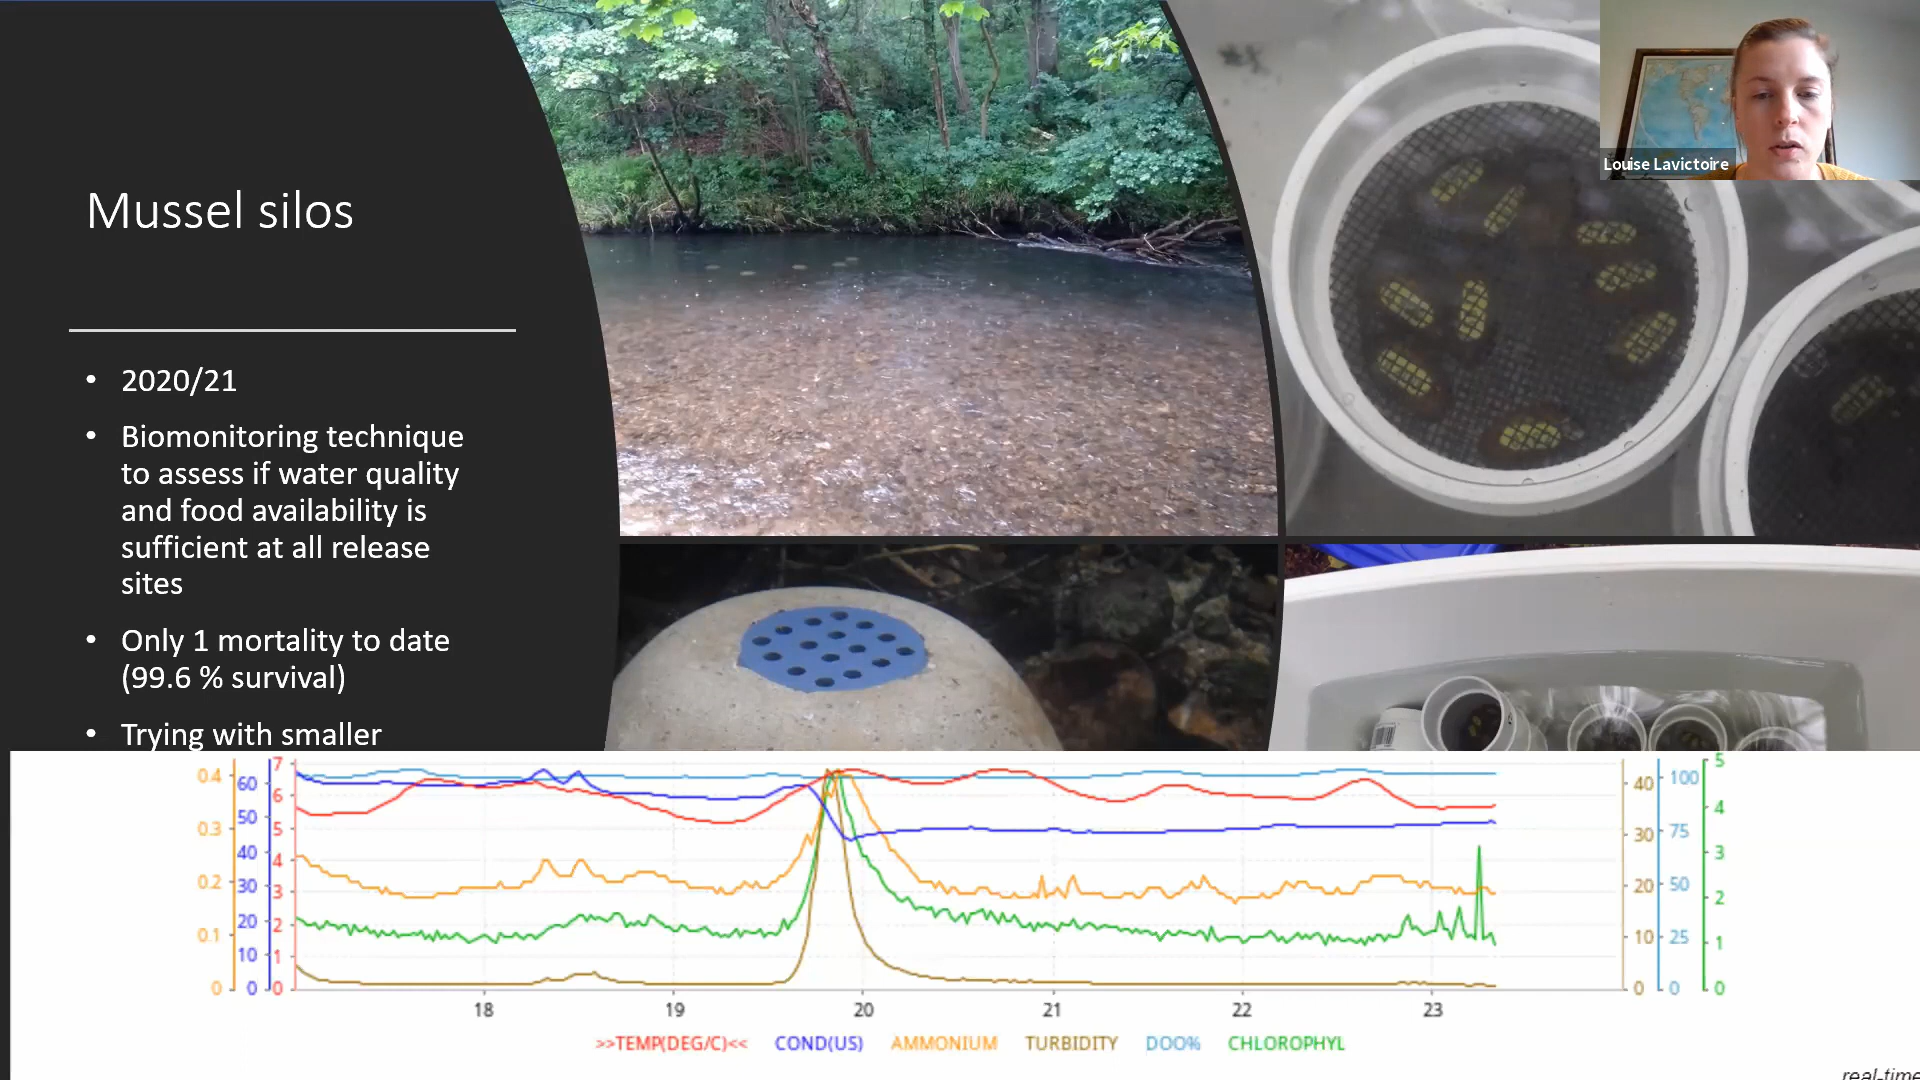 Louise Lavictoire
Mussel silos
• 2020/21
• Biomonitoring technique
to assess if water quality
and food availability is
sufficient at all release
sites
• Only 1 mortality to date
(99.6 % survival)
• Trying with smaller
0.4 60 7 40 100 5
6 4
0.3 50 5 30 75
40 4 3
0.2 30 3 20 50
20 2 2
0.1 10 1 10 25 1
0 0 0 0 0 0
18 19 20 21 22 23
>>TEMP(DEG/C)<< COND(US) AMMONIUM TURBIDITY DOO% CHLOROPHYL
real-time